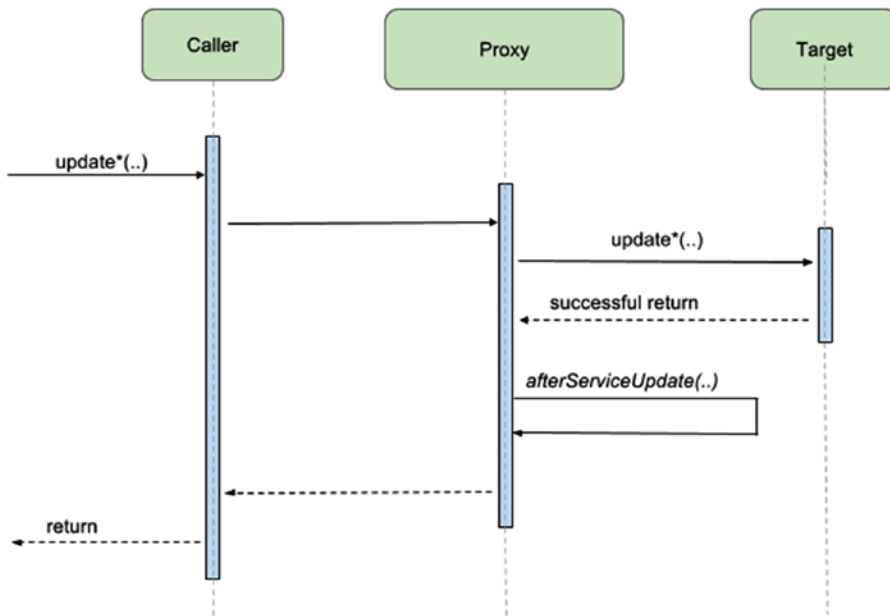 Caller
Proxy
Target
update*(..)
update*(..)
successful return
afterServiceUpdate(..)
return